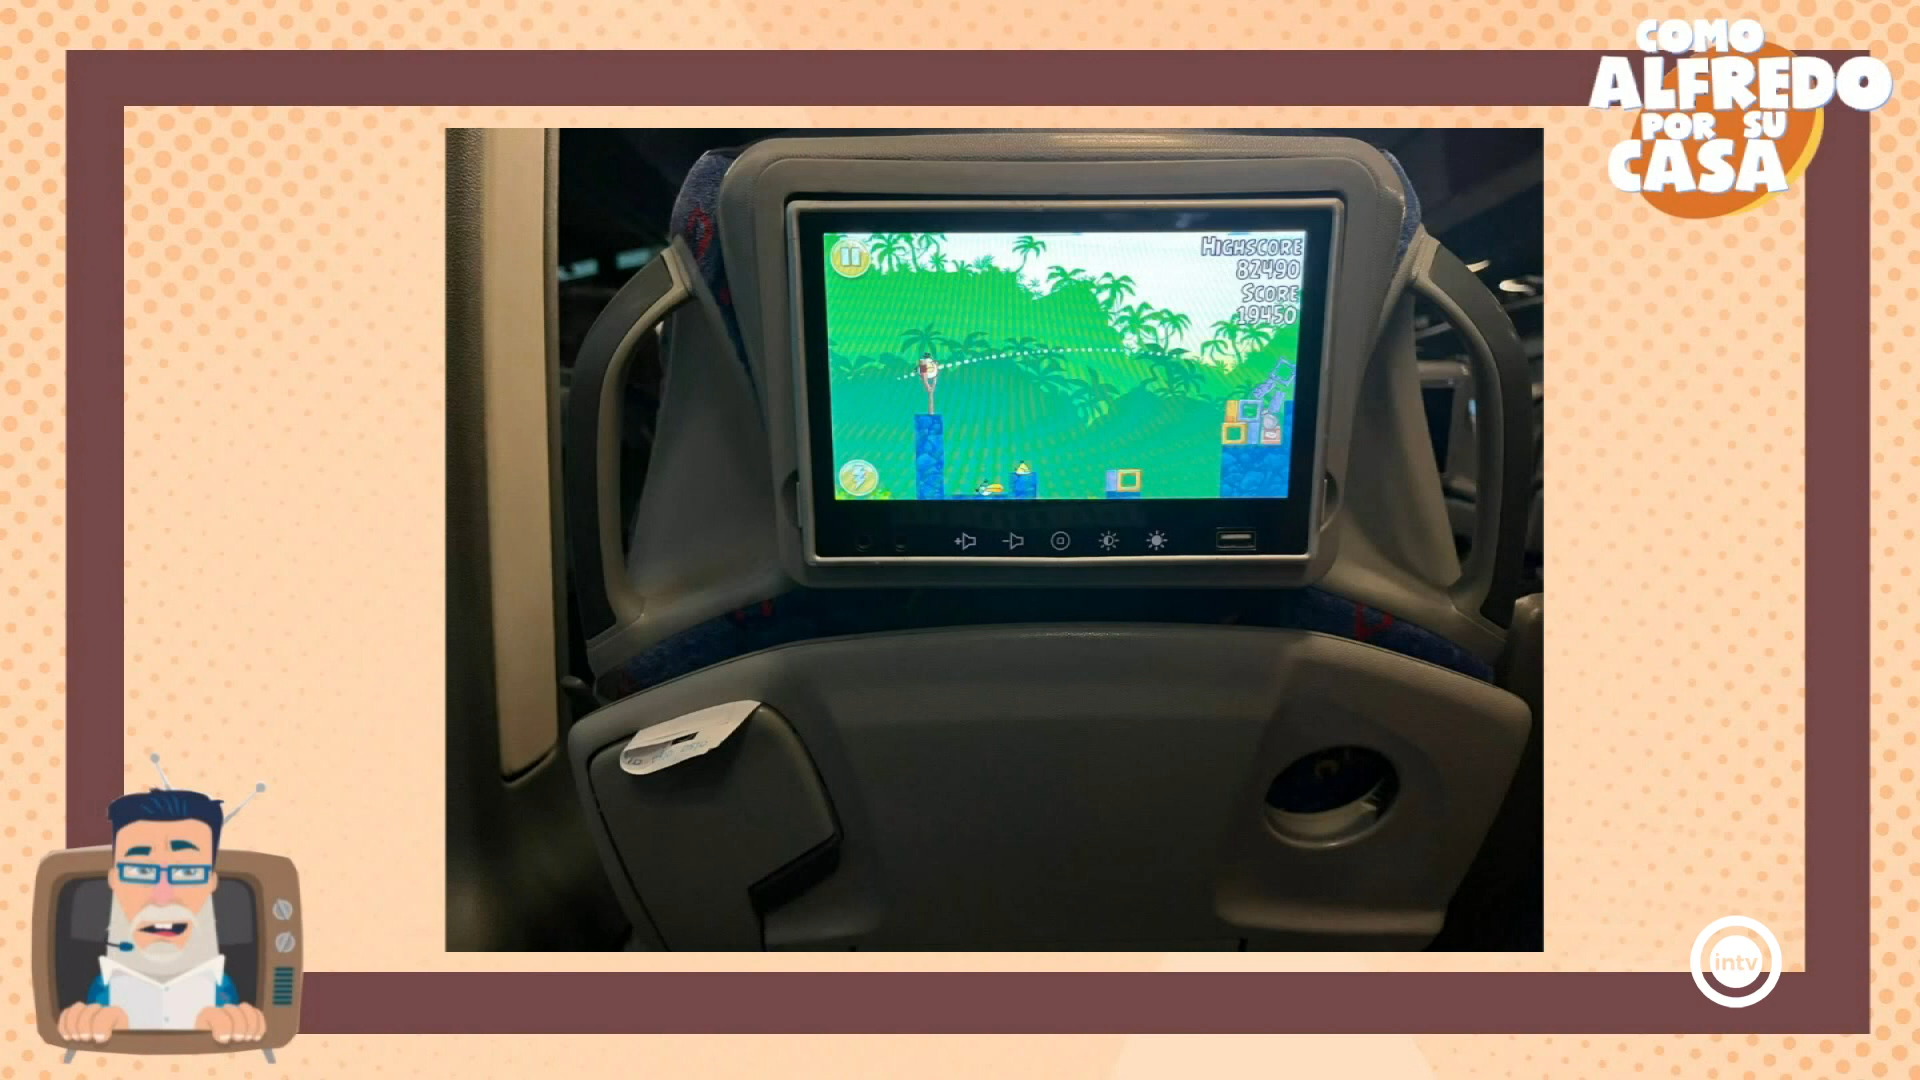 COMO
ALFREDO
POR SU
CASA
HIGHSCORE
82490
SCORE
19450
intv